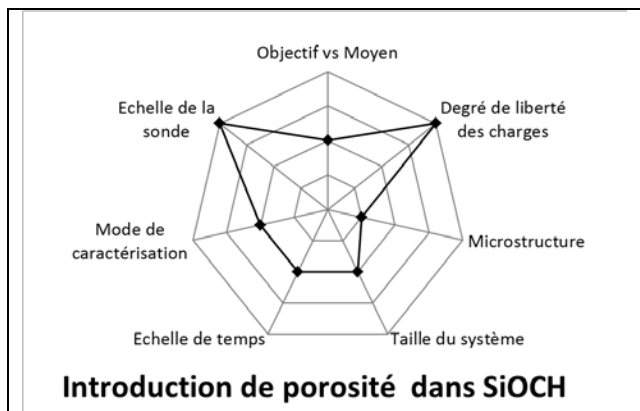 Objectif vs Moyen
Echelle de la
sonde
Degré de liberté
des charges
Mode de
caractérisation
Microstructure
Echelle de temps
Taille du système
Introduction de porosité dans SiOCH